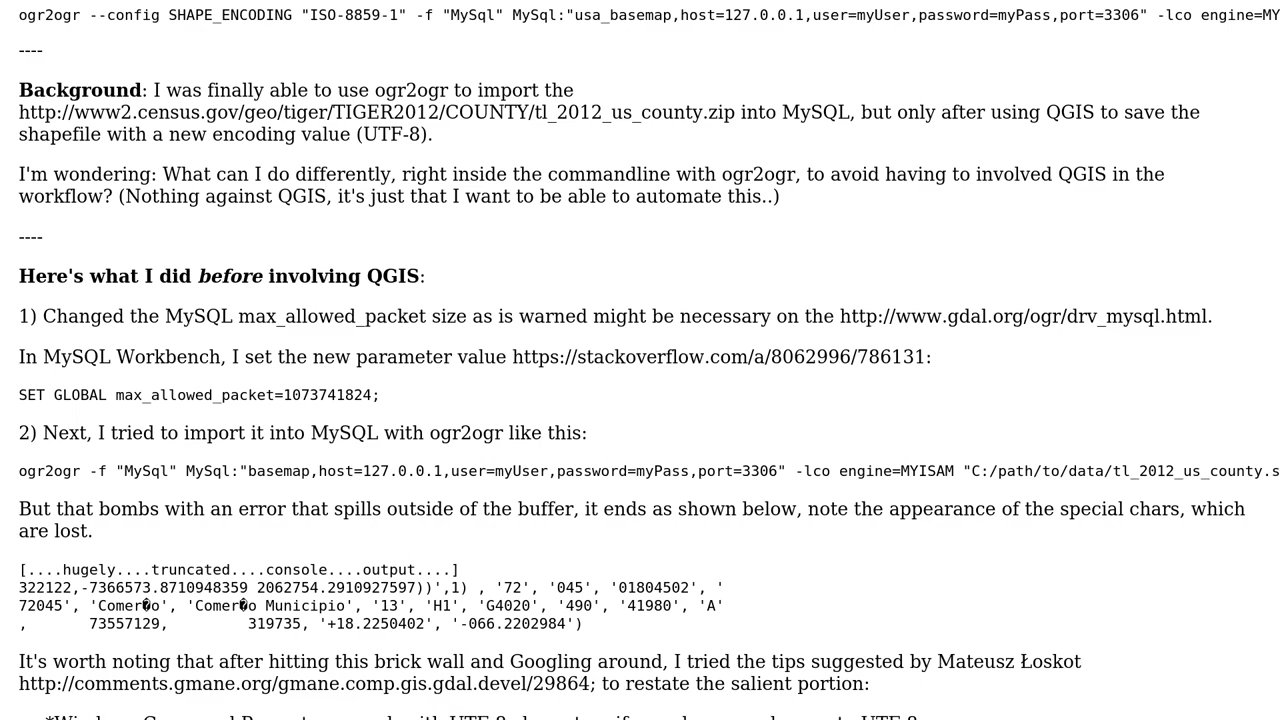 ogr2ogr --config SHAPE_ENCODING "ISO-8859-1" -f "MySql" MySql:"usa_basemap,host=127.0.0.1,user=myUser,password=myPass,port=3306" -lco engine=MY
----
Background: I was finally able to use ogr2ogr to import the
http://www2.census.gov/geo/tiger/TIGER2012/COUNTY/tl_2012_us_county.zip into MySQL, but only after using QGIS to save the
shapefile with a new encoding value (UTF-8).
I'm wondering: What can I do differently, right inside the commandline with ogr2ogr, to avoid having to involved QGIS in the
workflow? (Nothing against QGIS, it's just that I want to be able to automate this..)
----
Here's what I did before involving QGIS:
1) Changed the MySQL max_allowed_packet size as is warned might be necessary on the http://www.gdal.org/ogr/drv_mysql.html.
In MySQL Workbench, I set the new parameter value https://stackoverflow.com/a/8062996/786131:
SET GLOBAL max_allowed_packet=1073741824;
2) Next, I tried to import it into MySQL with ogr2ogr like this:
ogr2ogr -f "MySql" MySql:"basemap,host=127.0.0.1,user=myUser,password=myPass,port=3306" -lco engine=MYISAM "C:/path/to/data/tl_2012_us_county.s
But that bombs with an error that spills outside of the buffer, it ends as shown below, note the appearance of the special chars, which
are lost.
[....hugely....truncated....console....output....]
322122,-7366573.8710948359 2062754.2910927597))',1) , '72', '045', '01804502', '
72045', 'Comer�o', 'Comer�o Municipio', '13', 'H1', 'G4020', '490', '41980', 'A'
,       73557129,         319735, '+18.2250402', '-066.2202984')
It's worth noting that after hitting this brick wall and Googling around, I tried the tips suggested by Mateusz Łoskot
http://comments.gmane.org/gmane.comp.gis.gdal.devel/29864; to restate the salient portion: